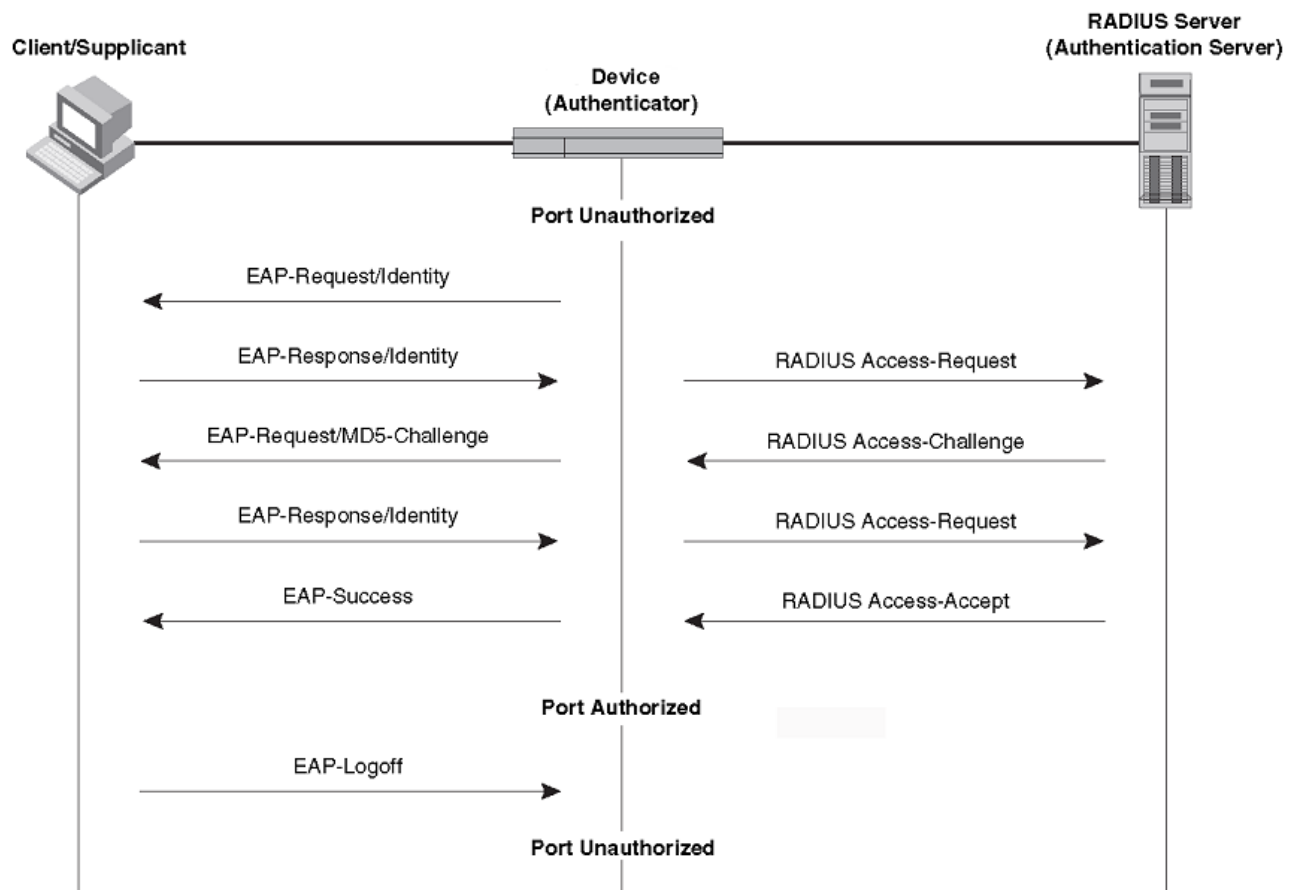 Client/Supplicant
Device
(Authenticator)
RADIUS Server
(Authentication Server)
Port Unauthorized
EAP-Request/Identity
EAP-Response/Identity
RADIUS Access-Request
EAP-Request/MD5-Challenge
RADIUS Access-Challenge
EAP-Response/Identity
RADIUS Access-Request
EAP-Success
RADIUS Access-Accept
Port Authorized
EAP-Logoff
Port Unauthorized